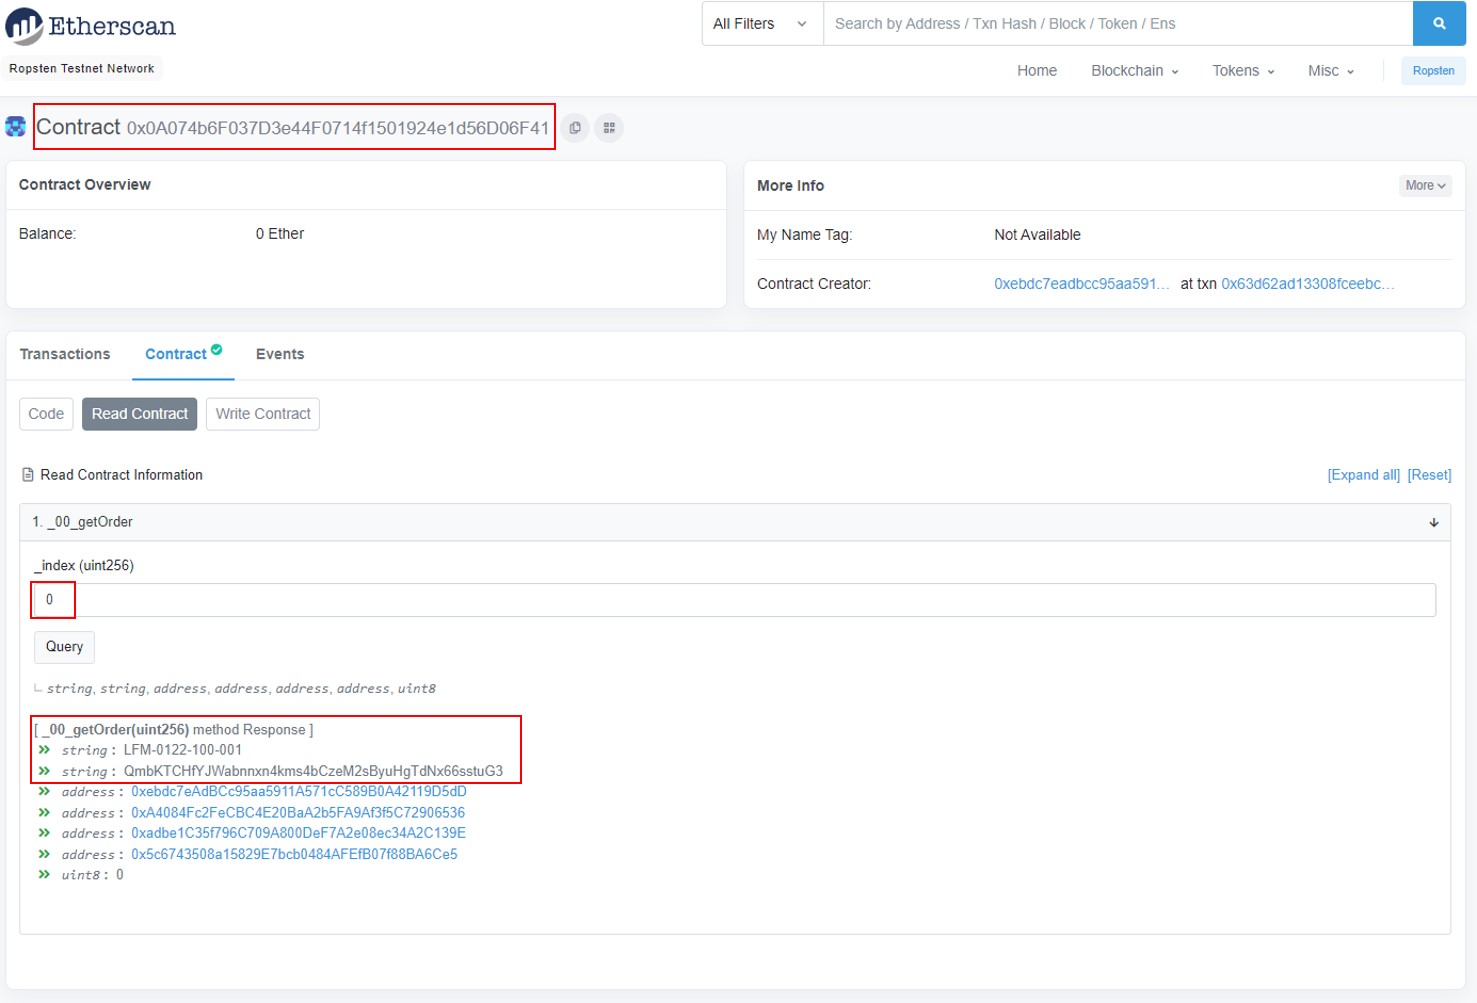 Etherscan
All Filters
Search by Address / Txn Hash / Block / Token / Ens
Ropsten Testnet Network
Home Blockchain Tokens Misc Ropsten
Contract 0x0A074b6F037D3e44F0714f1501924e1d56D06F41
Contract Overview
Balance: 0 Ether
More Info
More
My Name Tag: Not Available
Contract Creator: 0xebdc7eadbcc95aa591... at txn 0x63d62ad13308fceebc...
Transactions Contract Events
Code Read Contract Write Contract
Read Contract Information
[Expand all] [Reset]
1. _00_getOrder
_index (uint256)
0
Query
string, string, address, address, address, address, uint8
[ _00_getOrder(uint256) method Response ]
>> string : LFM-0122-100-001
>> string : QmbKTCHfYJWabnnxn4kms4bCzeM2sByuHgTdNx66sstuG3
>> address : 0xebdc7eAdBCc95aa5911A571cC589B0A42119D5dD
>> address : 0xA4084Fc2FeCBC4E20BaA2b5FA9Af3f5C72906536
>> address : 0xadbe1C35f796C709A800DeF7A2e08ec34A2C139E
>> address : 0x5c6743508a15829E7bcb0484AFEfB07f88BA6Ce5
>> uint8 : 0